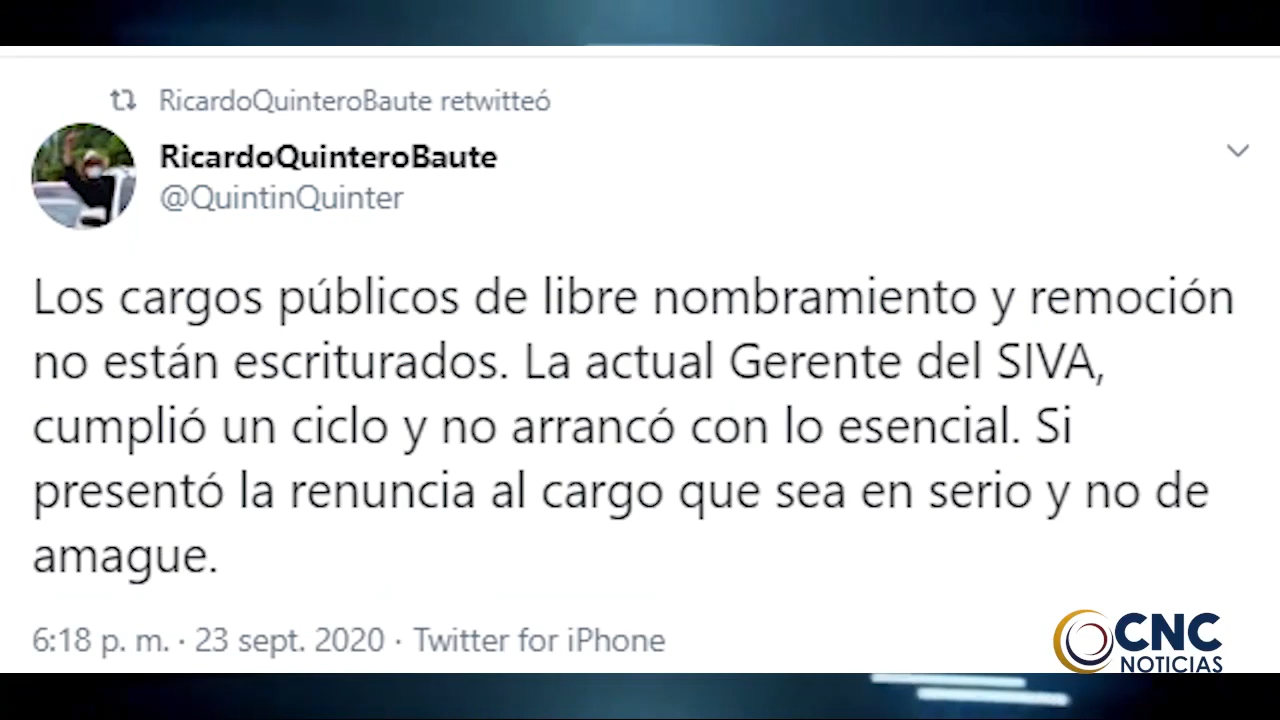 RicardoQuinteroBaute retwitteó
RicardoQuinteroBaute
@QuintinQuinter
Los cargos públicos de libre nombramiento y remoción
no están escriturados. La actual Gerente del SIVA,
cumplió un ciclo y no arrancó con lo esencial. Si
presentó la renuncia al cargo que sea en serio y no de
amague.
6:18 p. m. · 23 sept. 2020 · Twitter for iPhone
CNC
NOTICIAS